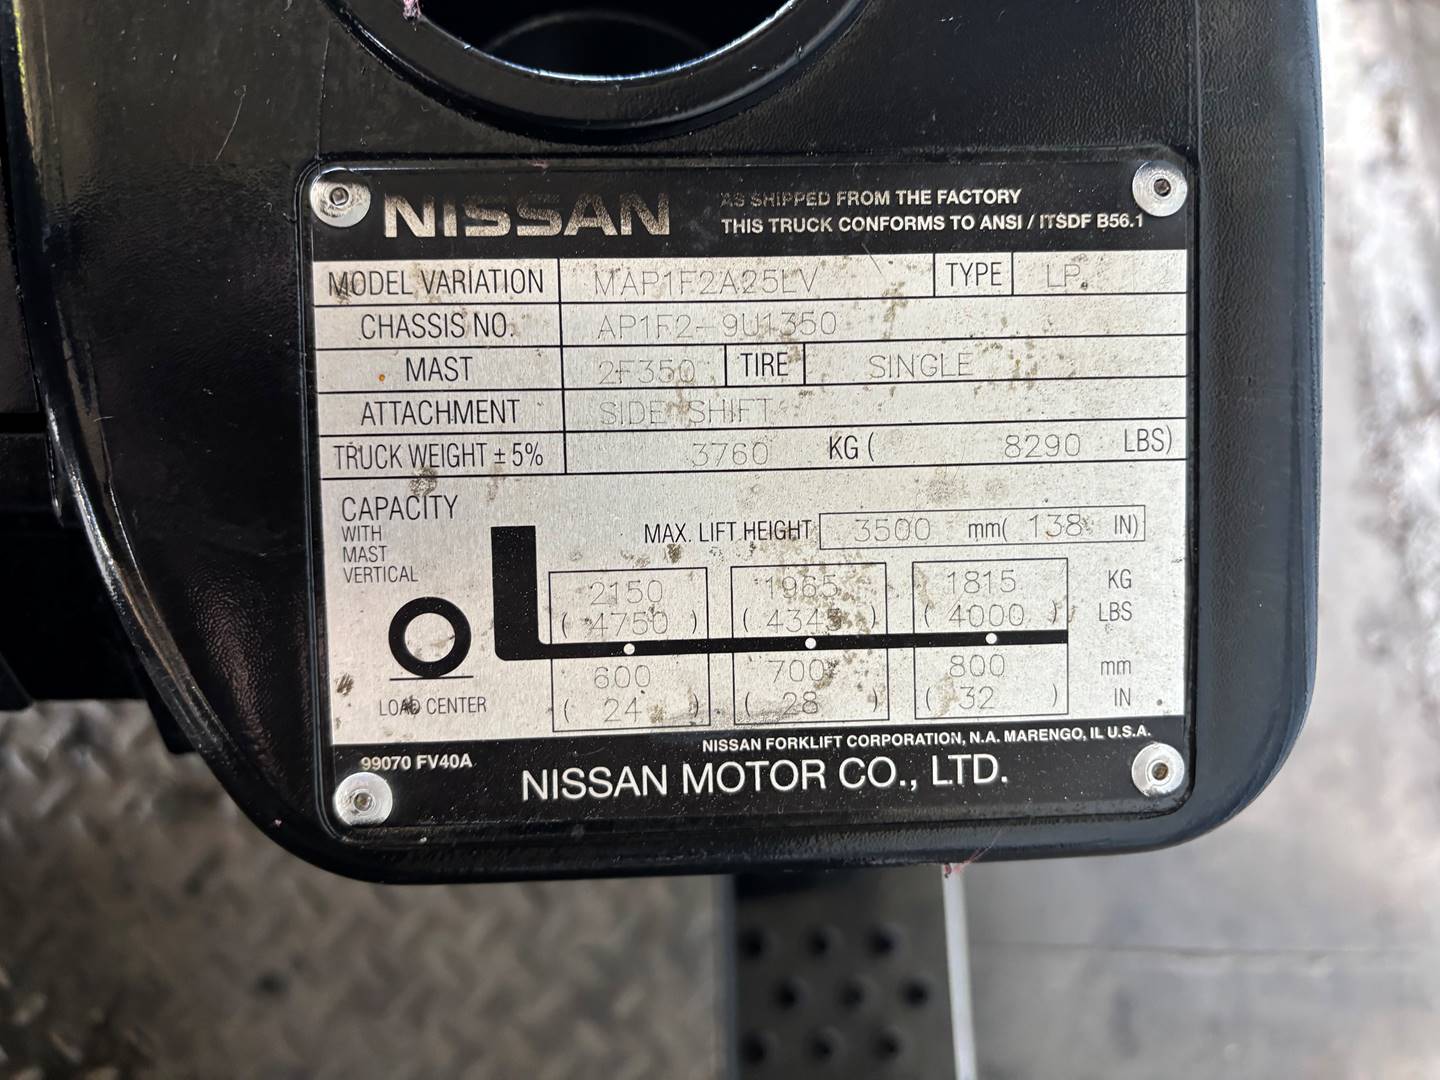 NISSAN
AS SHIPPED FROM THE FACTORY
THIS TRUCK CONFORMS TO ANSI / ITSDF B56.1
MODEL VARIATION MAP1F2A25LV TYPE LP
CHASSIS NO. AP1F2-9U1350
MAST 2F350 TIRE SINGLE
ATTACHMENT SIDE SHIFT
TRUCK WEIGHT ± 5% 3760 KG ( 8290 LBS)
CAPACITY
WITH
MAST
VERTICAL
MAX. LIFT HEIGHT 3500 mm( 138 IN)
2150 1965 1815 KG
( 4750 ) ( 4345 ) ( 4000 ) LBS
600 700 800 mm
( 24 ) ( 28 ) ( 32 ) IN
LOAD CENTER
NISSAN FORKLIFT CORPORATION, N.A. MARENGO, IL U.S.A.
99070 FV40A
NISSAN MOTOR CO., LTD.